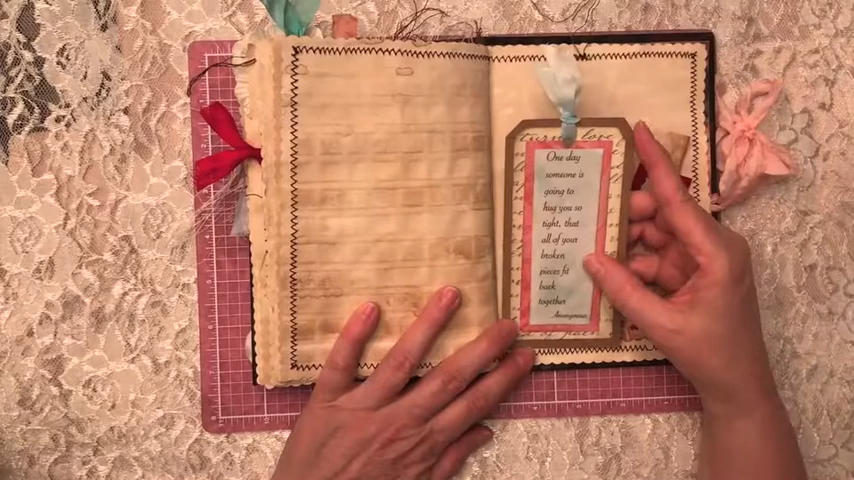 One day
someone is
going to
hug you so
tight, that
all of your
broken
pieces fit
back
together
Anonymous